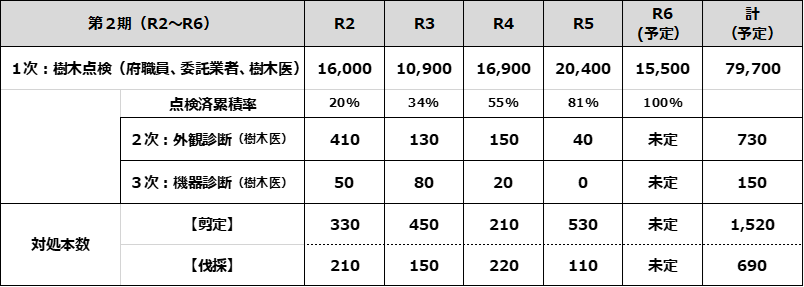 第２期（R2～R6） R2 R3 R4 R5 R6（予定） 計（予定）
１次：樹木点検（府職員、委託業者、樹木医） 16,000 10,900 16,900 20,400 15,500 79,700
点検済累積率 20% 34% 55% 81% 100%
２次：外観診断（樹木医） 410 130 150 40 未定 730
３次：機器診断（樹木医） 50 80 20 0 未定 150
対処本数 【剪定】 330 450 210 530 未定 1,520
【伐採】 210 150 220 110 未定 690